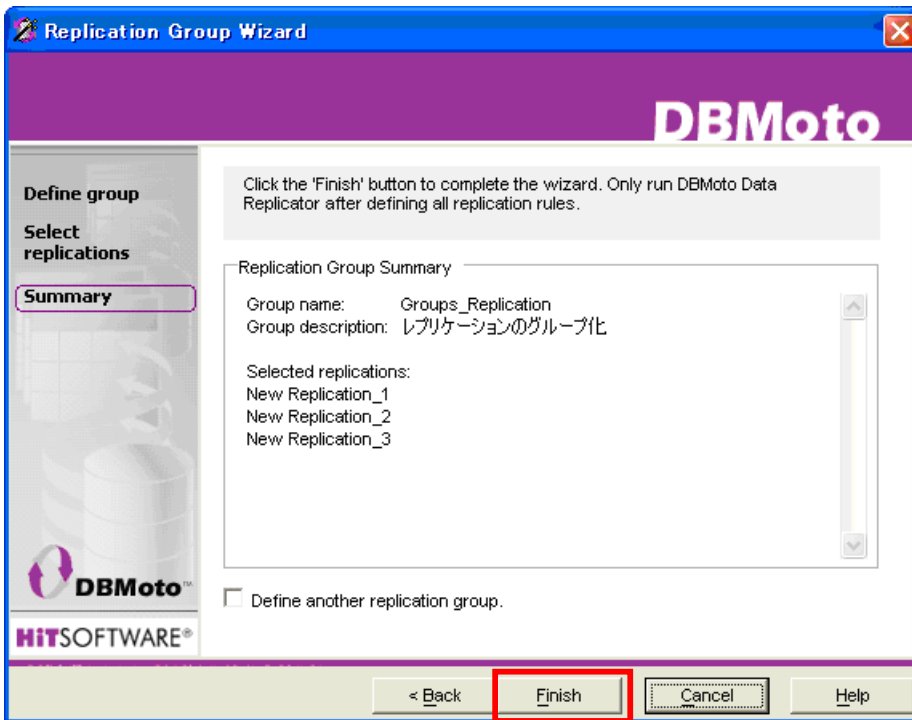 Replication Group Wizard
DBMoto
Define group
Select
replications
Summary
Click the 'Finish' button to complete the wizard. Only run DBMoto Data
Replicator after defining all replication rules.
Replication Group Summary
Group name: Groups_Replication
Group description: レプリケーションのグループ化
Selected replications:
New Replication_1
New Replication_2
New Replication_3
DBMoto™
HiTSOFTWARE®
Define another replication group.
< Back Finish Cancel Help